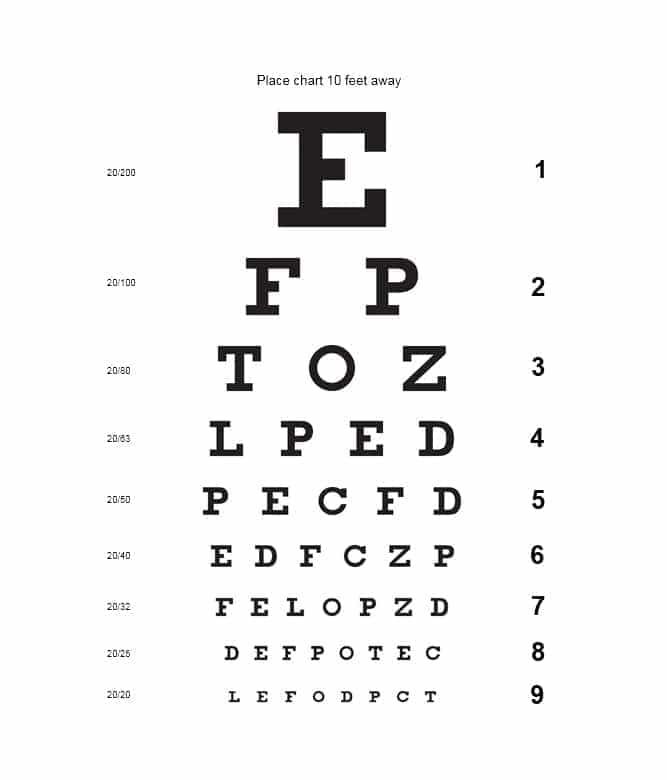 Place chart 10 feet away
20/200 E 1
20/100 F P 2
20/80 T O Z 3
20/63 L P E D 4
20/50 P E C F D 5
20/40 E D F C Z P 6
20/32 F E L O P Z D 7
20/25 D E F P O T E C 8
20/20 L E F O D P C T 9